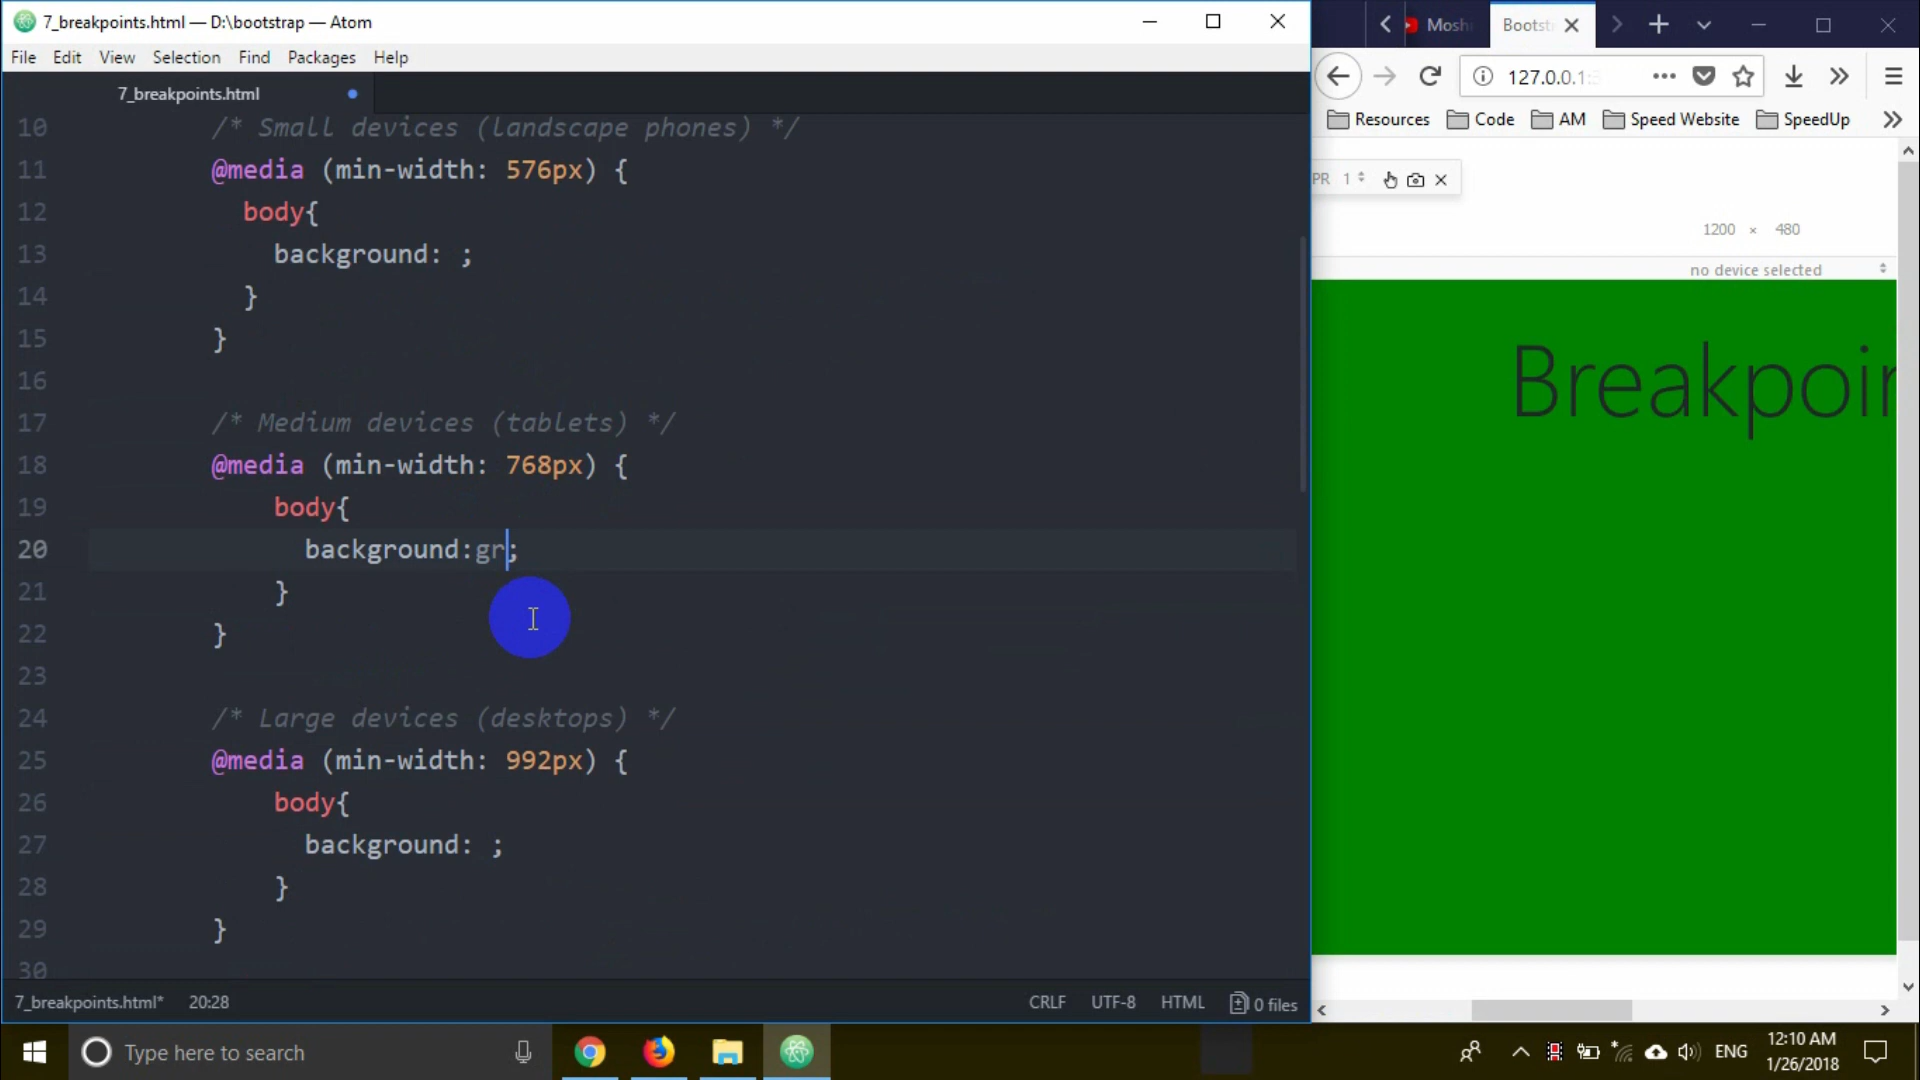 7_breakpoints.html — D:\bootstrap — Atom
File Edit View Selection Find Packages Help
7_breakpoints.html
10 /* Small devices (landscape phones) */
11 @media (min-width: 576px) {
12 body{
13 background: ;
14 }
15 }
16
17 /* Medium devices (tablets) */
18 @media (min-width: 768px) {
19 body{
20 background:gr;
21 }
22 }
23
24 /* Large devices (desktops) */
25 @media (min-width: 992px) {
26 body{
27 background: ;
28 }
29 }
30
7_breakpoints.html* 20:28 CRLF UTF-8 HTML 0 files
Mosh Bootst
127.0.0.1:
Resources Code AM Speed Website SpeedUp
PR 1
1200 × 480
no device selected
Breakpoin
Type here to search
ENG
12:10 AM
1/26/2018